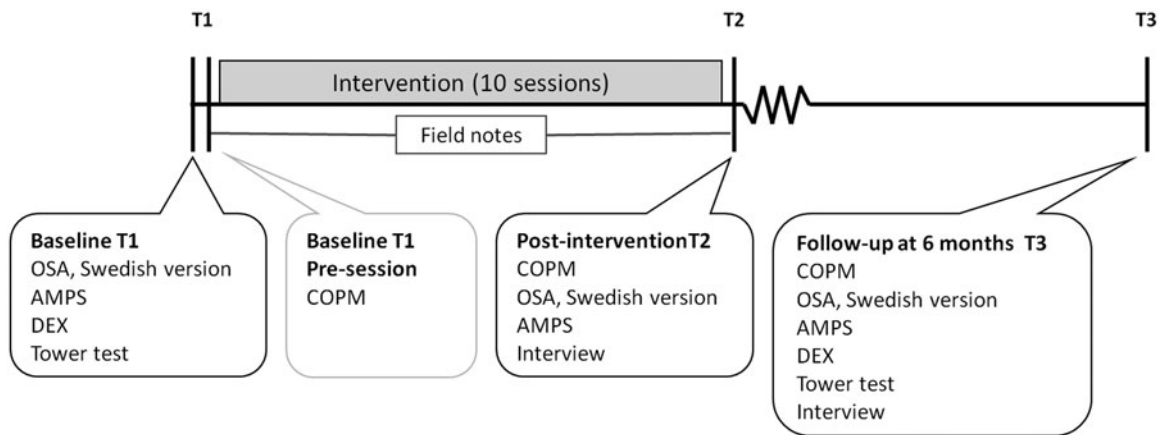 T1
T2
T3
Intervention (10 sessions)
Field notes
Baseline T1
OSA, Swedish version
AMPS
DEX
Tower test
Baseline T1
Pre-session
COPM
Post-interventionT2
COPM
OSA, Swedish version
AMPS
Interview
Follow-up at 6 months T3
COPM
OSA, Swedish version
AMPS
DEX
Tower test
Interview